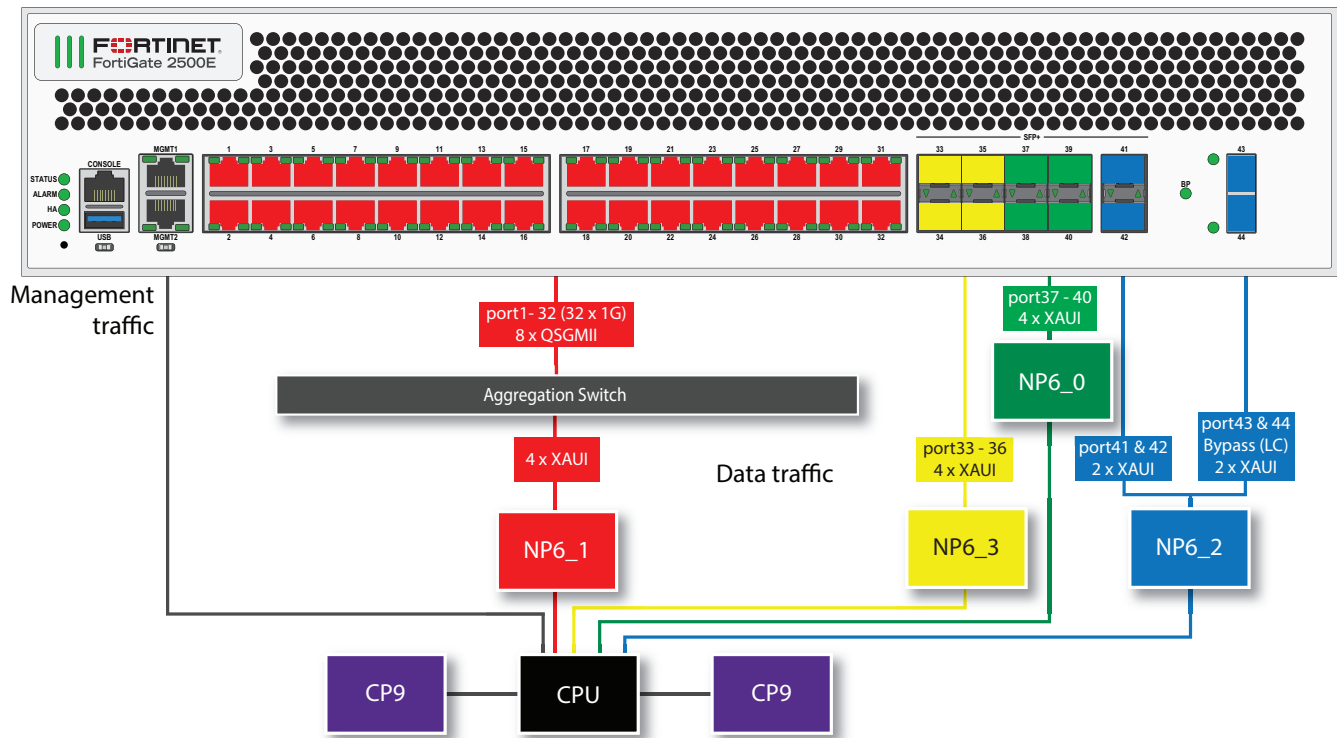 FORTINET
FortiGate 2500E
SFP+
MGMT1 1 3 5 7 9 11 13 15 17 19 21 23 25 27 29 31 33 35 37 39 41 43
CONSOLE
STATUS
ALARM
HA
POWER
BP
USB
MGMT2 2 4 6 7 10 12 14 16 18 20 22 24 26 28 30 32 34 36 38 40 42 44
Management
traffic
port1- 32 (32 x 1G)
8 x QSGMII
port37 - 40
4 x XAUI
Aggregation Switch
NP6_0
4 x XAUI
Data traffic
port33 - 36
4 x XAUI
port41 & 42
2 x XAUI
port43 & 44
Bypass (LC)
2 x XAUI
NP6_1
NP6_3
NP6_2
CP9
CPU
CP9